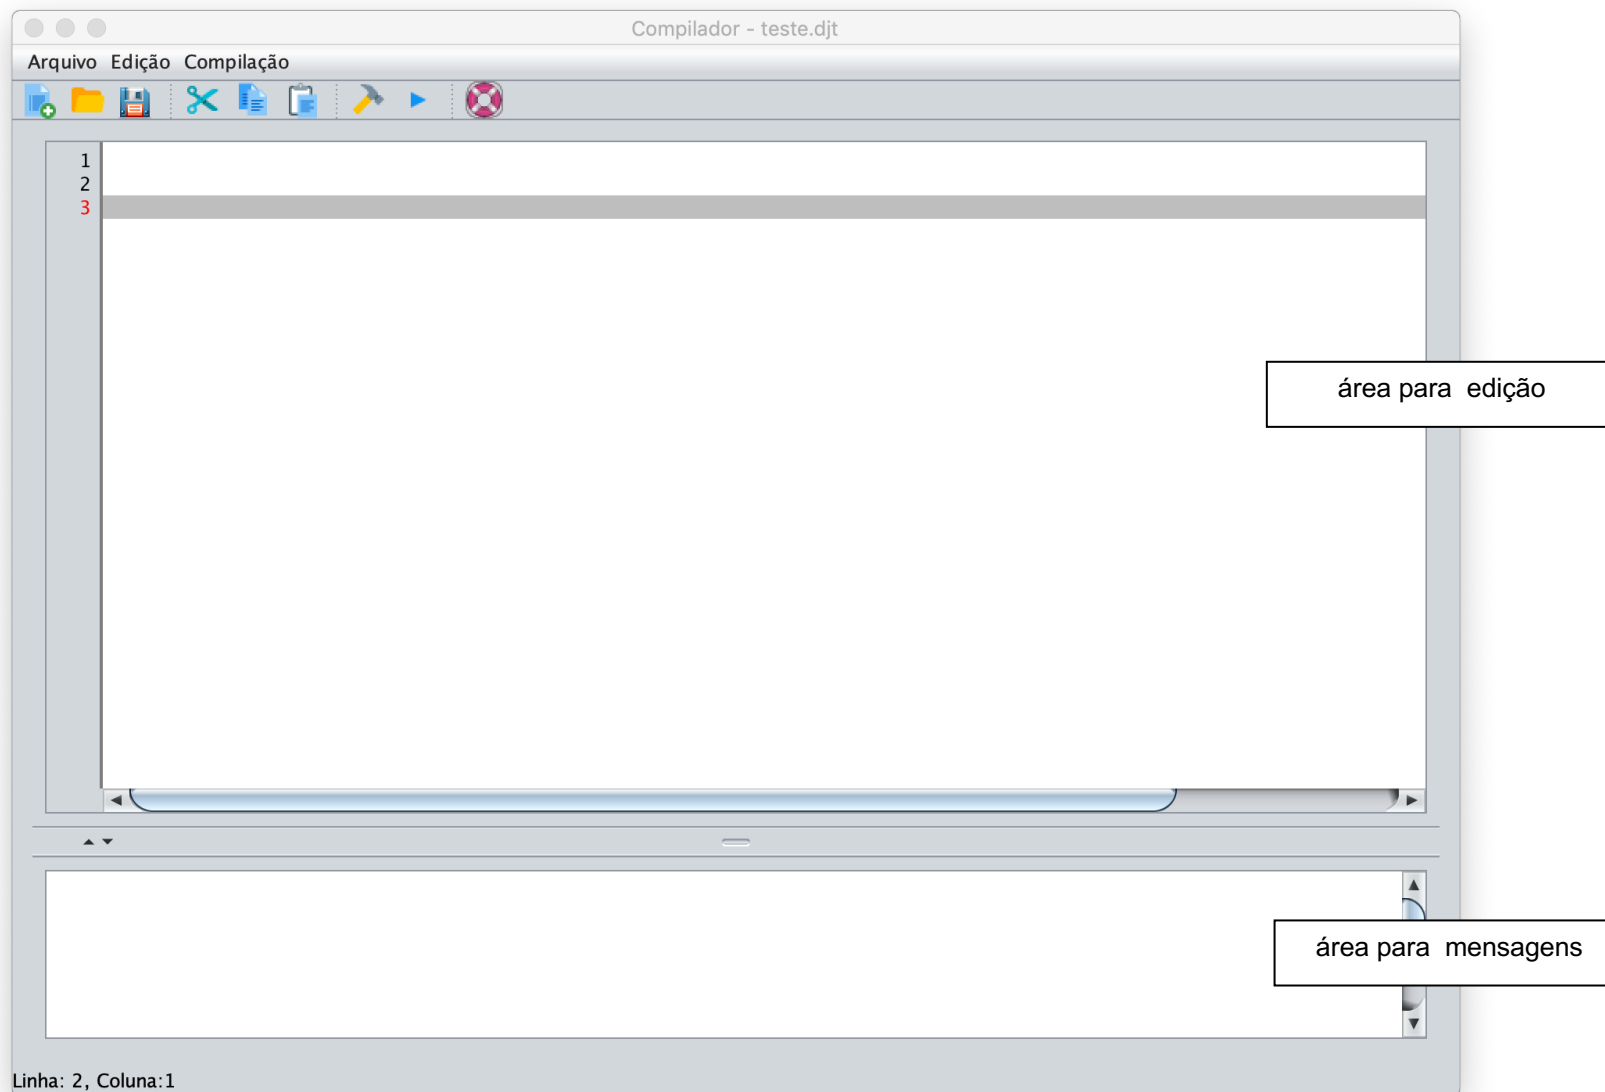 Compilador - teste.djt
Arquivo Edição Compilação
1
2
3
área para edição
área para mensagens
Linha: 2, Coluna:1